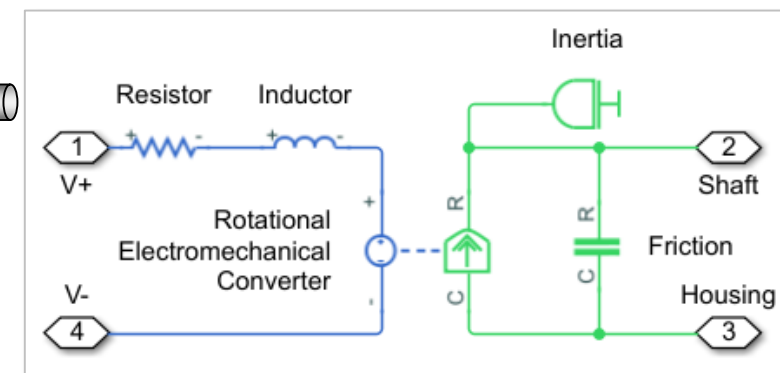 Inertia
Resistor
Inductor
+
-
+
-
1
V+
2
Shaft
+
R
R
Rotational
Electromechanical
Converter
+
-
Friction
C
C
V-
-
Housing
4
3